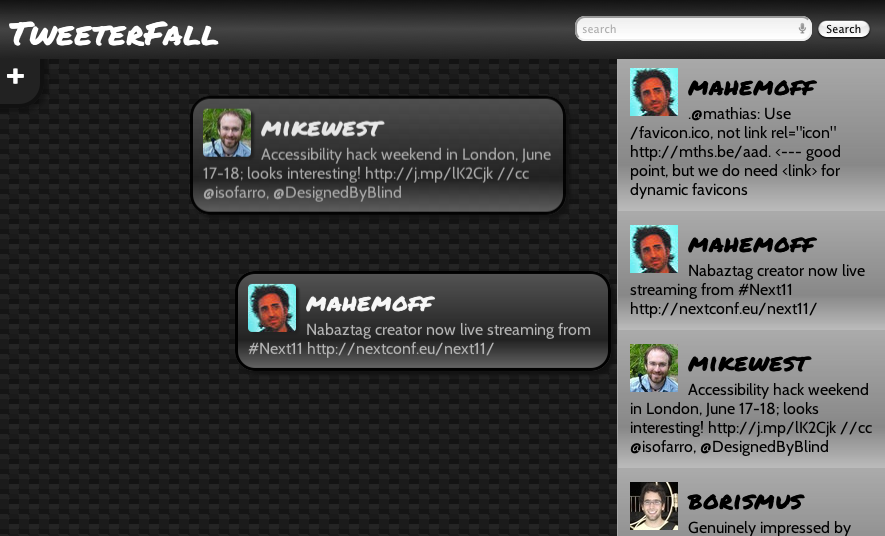 TweeterFall
search
Search
+
mikewest
Accessibility hack weekend in London, June
17-18; looks interesting! http://j.mp/lK2Cjk //cc
@isofarro, @DesignedByBlind
mahemoff
Nabaztag creator now live streaming from
#Next11 http://nextconf.eu/next11/
mahemoff
.@mathias: Use
/favicon.ico, not link rel="icon"
http://mths.be/aad. <--- good
point, but we do need <link> for
dynamic favicons
mahemoff
Nabaztag creator now live
streaming from #Next11
http://nextconf.eu/next11/
mikewest
Accessibility hack weekend
in London, June 17-18; looks
interesting! http://j.mp/lK2Cjk //cc
@isofarro, @DesignedByBlind
borismus
Genuinely impressed by